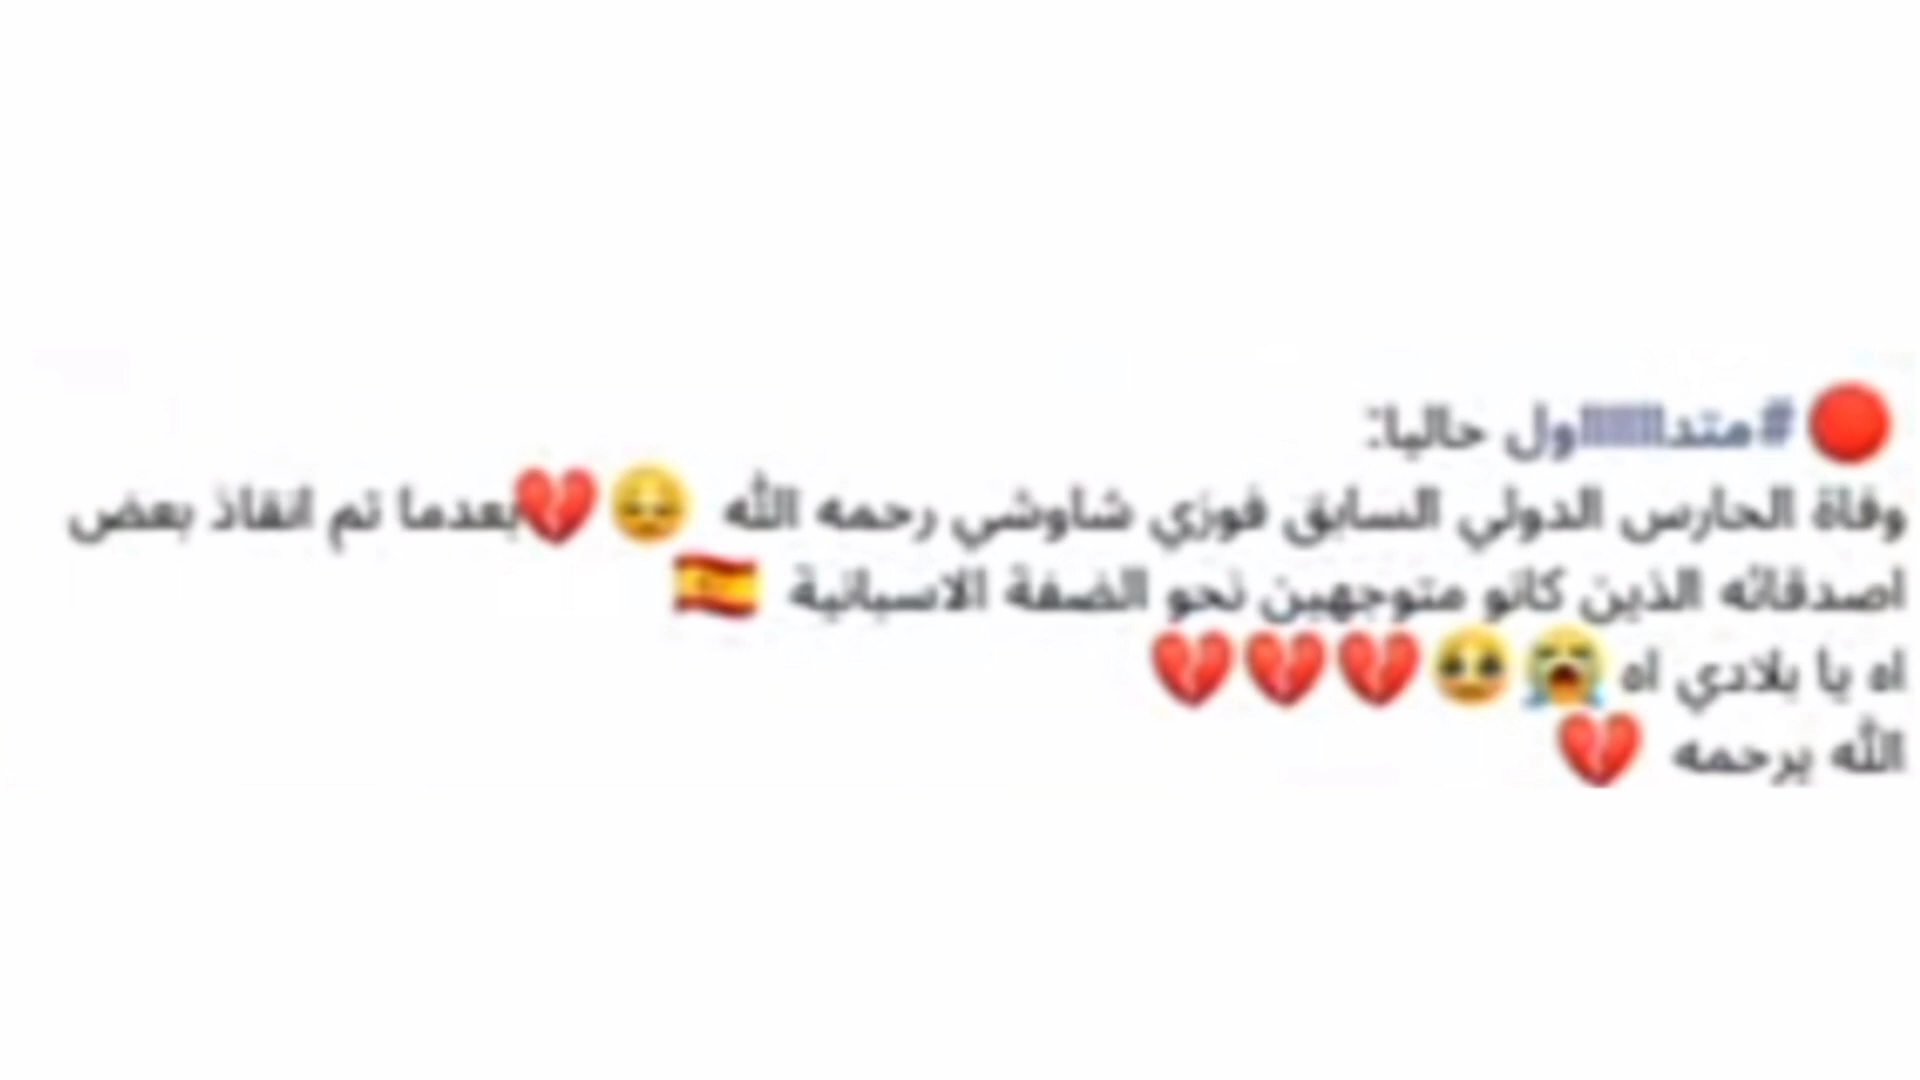 🔴 #متدااااااااول حاليا:
وفاة الحارس الدولي السابق فوزي شاوشي رحمه الله 😔💔بعدما تم انقاذ بعض
اصدقائه الذين كانو متوجهين نحو الضفة الاسبانية 🇪🇸
اه يا بلادي اه 😭🥺💔💔💔
الله يرحمه 💔